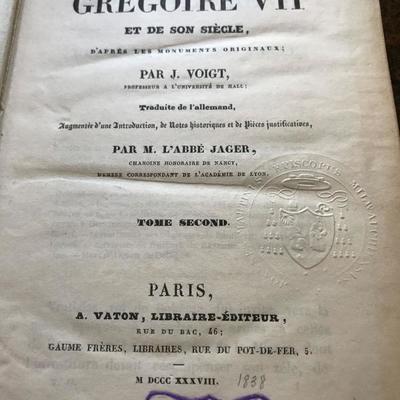 GRÉGOIRE VII
ET DE SON SIÈCLE,
D'APRÈS LES MONUMENTS ORIGINAUX;
PAR J. VOIGT,
PROFESSEUR A L'UNIVERSITÉ DE HALL;
Traduite de l'allemand,
Augmentée d'une Introduction, de Notes historiques et de Pièces justificatives,
PAR M. L'ABBÉ JAGER,
CHANOINE HONORAIRE DE NANCY,
MEMBRE CORRESPONDANT DE L'ACADÉMIE DE LYON.
TOME SECOND.
PARIS,
A. VATON, LIBRAIRE-ÉDITEUR,
RUE DU BAC, 46;
GAUME FRÈRES, LIBRAIRES, RUE DU POT-DE-FER, 5.
M DCCC XXXVIII.
1838
EPISCOPUS